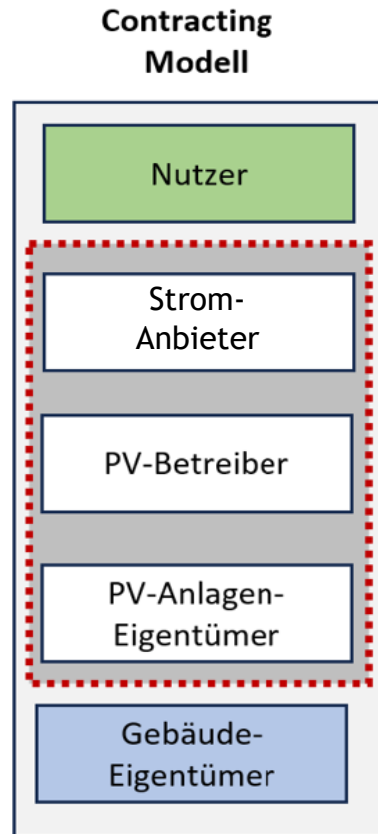 Contracting
Modell
Nutzer
Strom-
Anbieter
PV-Betreiber
PV-Anlagen-
Eigentümer
Gebäude-
Eigentümer